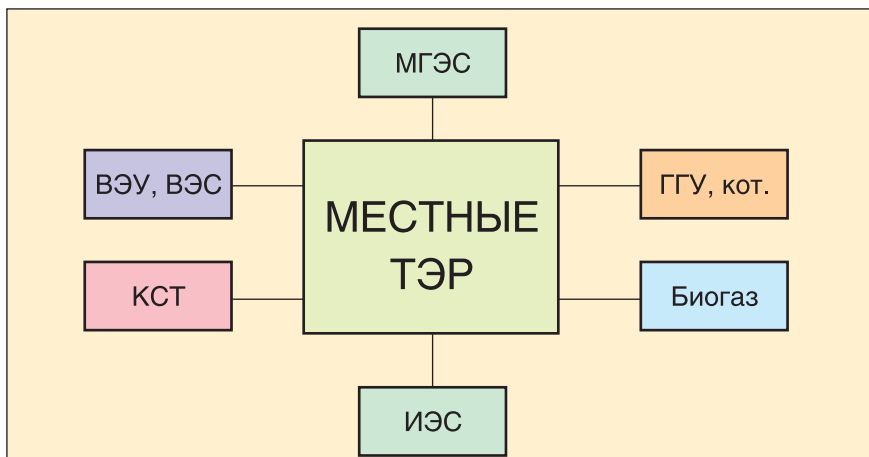 МГЭС
ВЭУ, ВЭС
ГГУ, кот.
МЕСТНЫЕ
ТЭР
КСТ
Биогаз
ИЭС